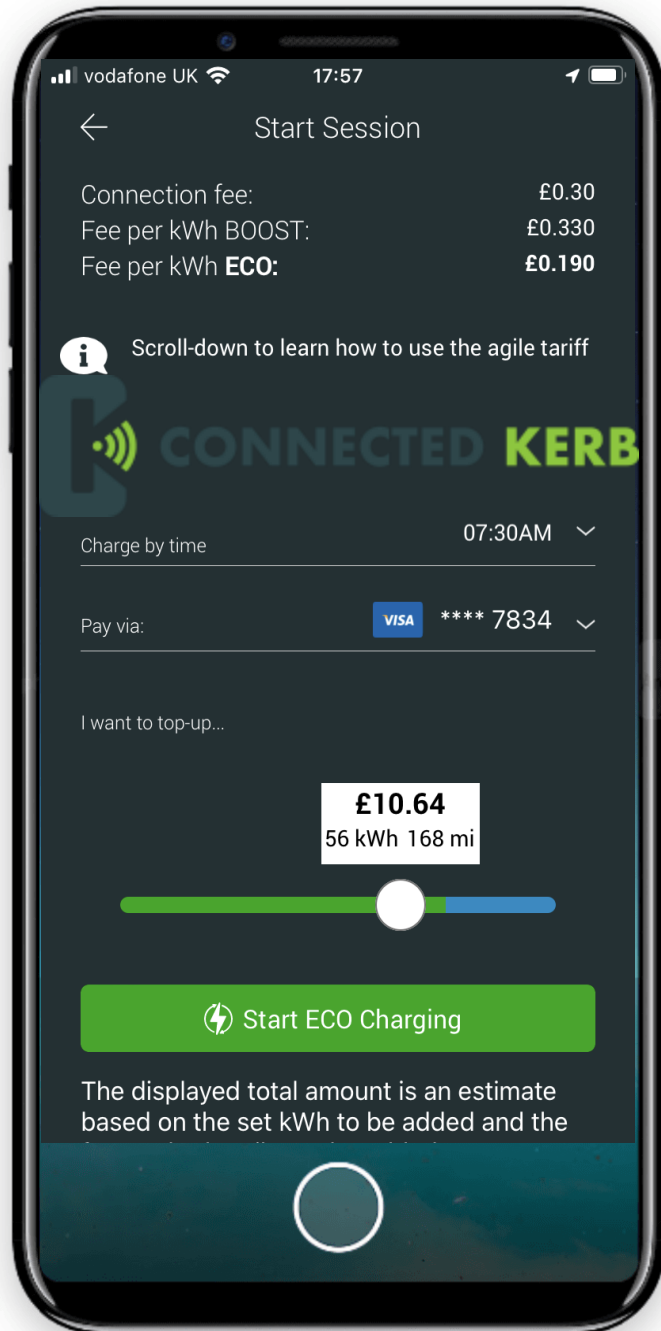 vodafone UK 17:57
Start Session
Connection fee: £0.30
Fee per kWh BOOST: £0.330
Fee per kWh ECO: £0.190
i Scroll-down to learn how to use the agile tariff
CONNECTED KERB
Charge by time 07:30AM
Pay via: VISA **** 7834
I want to top-up...
£10.64
56 kWh 168 mi
Start ECO Charging
The displayed total amount is an estimate
based on the set kWh to be added and the